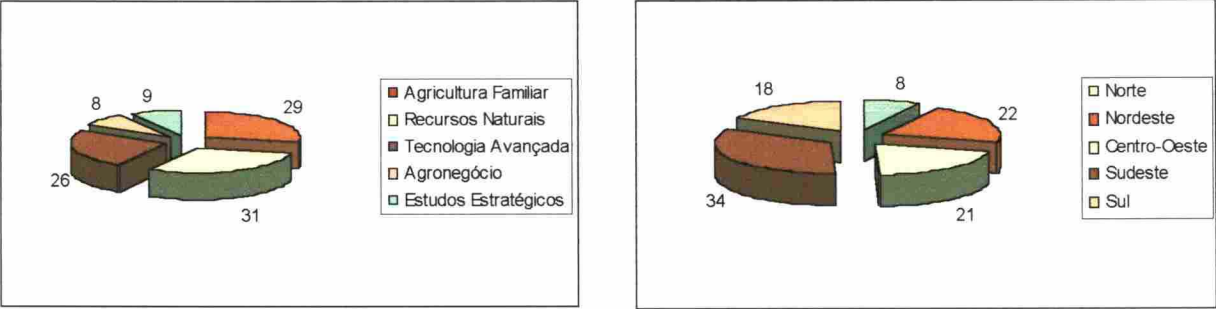 8
9
29
26
31
Agricultura Familiar
Recursos Naturais
Tecnologia Avançada
Agronegócio
Estudos Estratégicos
18
8
22
34
21
Norte
Nordeste
Centro-Oeste
Sudeste
Sul